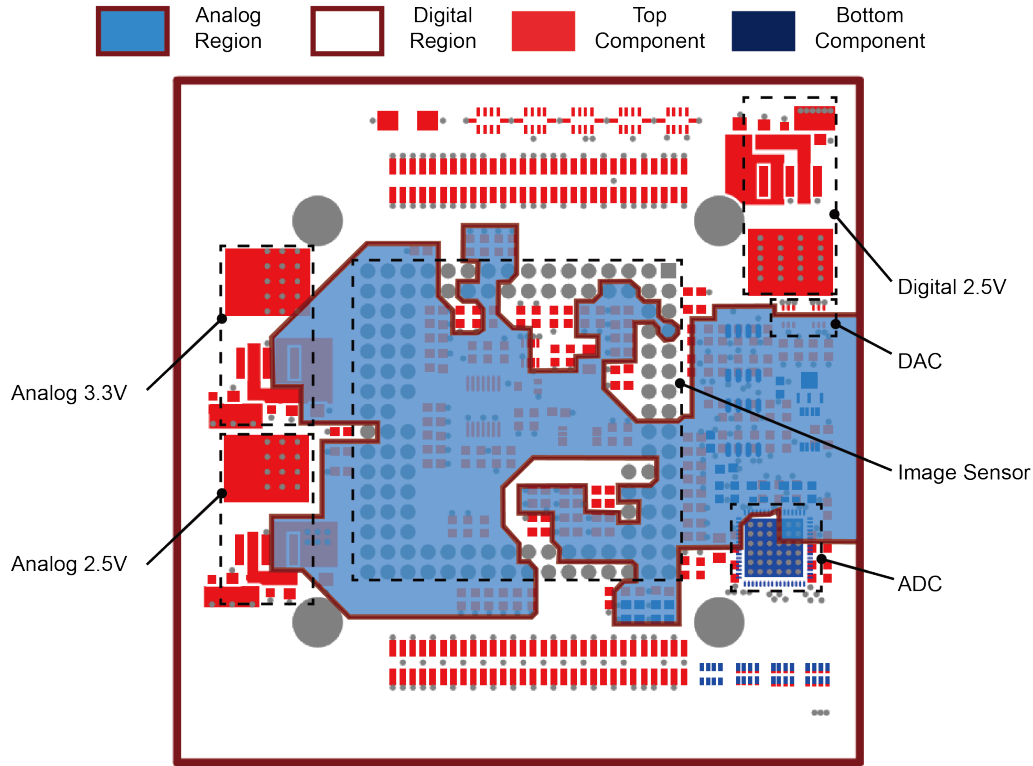 Analog
Region
Digital
Region
Top
Component
Bottom
Component
Digital 2.5V
DAC
Analog 3.3V
Image Sensor
Analog 2.5V
ADC